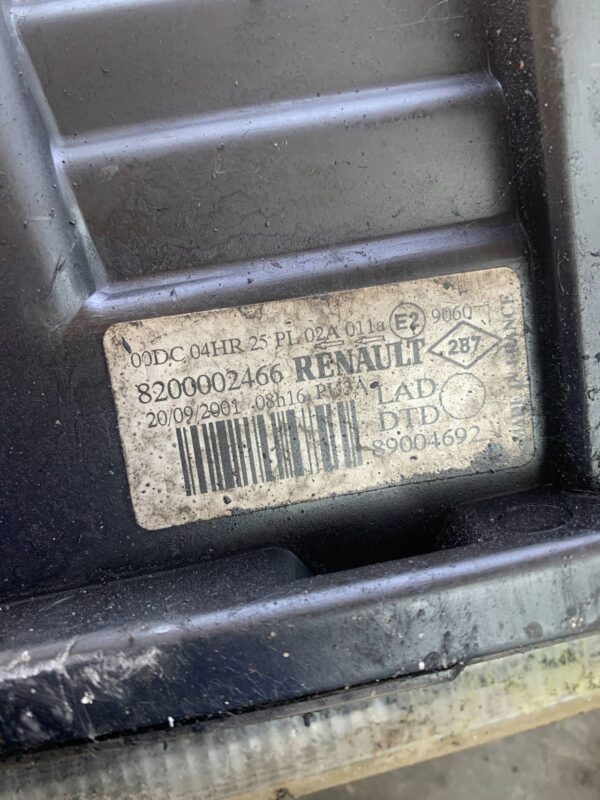 00DC 04HR 25 PL 02A 011a E2 9060
8200002466 RENAULT 287
20/09/2001 08h16 LAD
DTD
89004692
MADE IN FRANCE